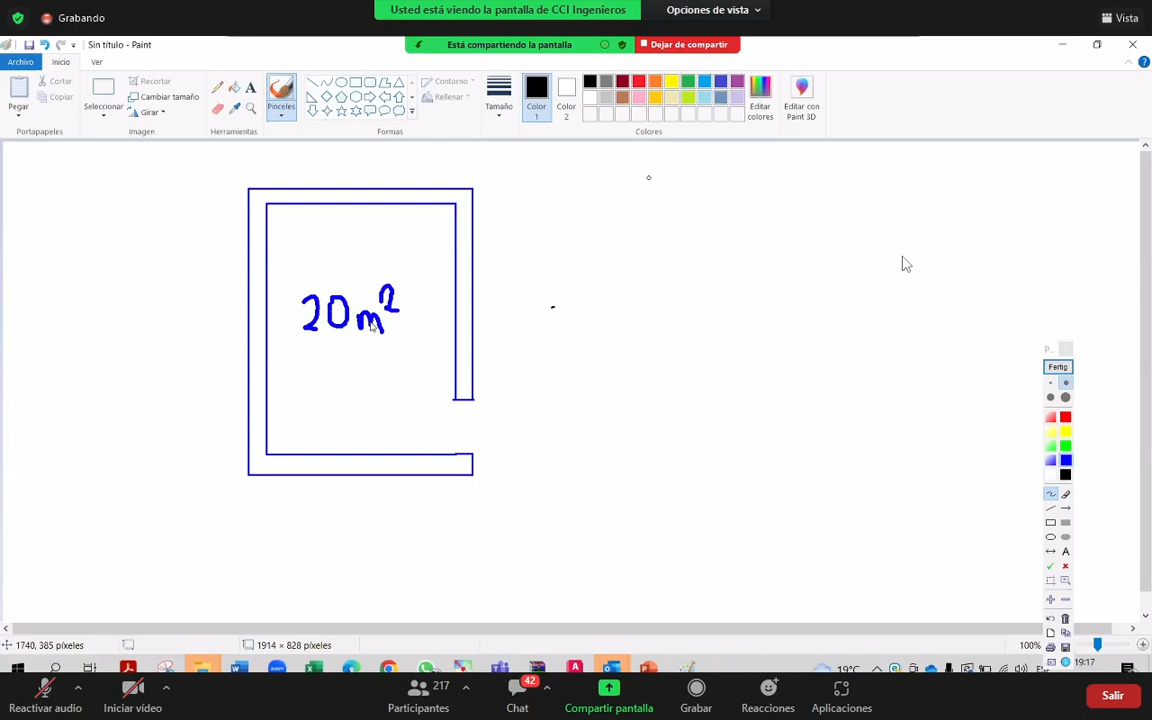 Grabando
Usted está viendo la pantalla de CCI Ingenieros
Opciones de vista
Vista
Sin título - Paint
Está compartiendo la pantalla
Dejar de compartir
Archivo
Inicio
Ver
Pegar
Cortar
Copiar
Portapapeles
Seleccionar
Recortar
Cambiar tamaño
Girar
Imagen
A
Herramientas
Pinceles
Contorno
Rellenar
Formas
Tamaño
Color 1
Color 2
Editar colores
Colores
Editar con Paint 3D
20m²
P...
Fertig
A
1740, 385 píxeles
1914 × 828 píxeles
100%
19°C
ESP
19:17
Reactivar audio
Iniciar vídeo
217
Participantes
42
Chat
Compartir pantalla
Grabar
Reacciones
Aplicaciones
Salir